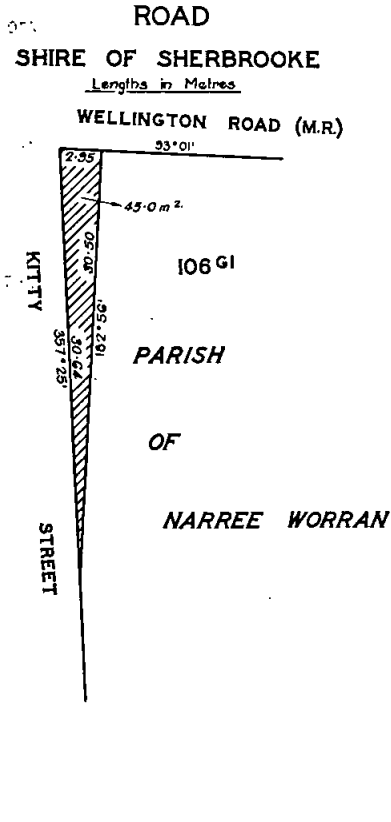 ROAD
SHIRE OF SHERBROOKE
Lengths in Metres
WELLINGTON ROAD (M.R.)
93°01'
2·95
45·0 m².
30·50
106 G1
KITTY
182°56'
30·64
357°25'
PARISH
OF
NARREE WORRAN
STREET